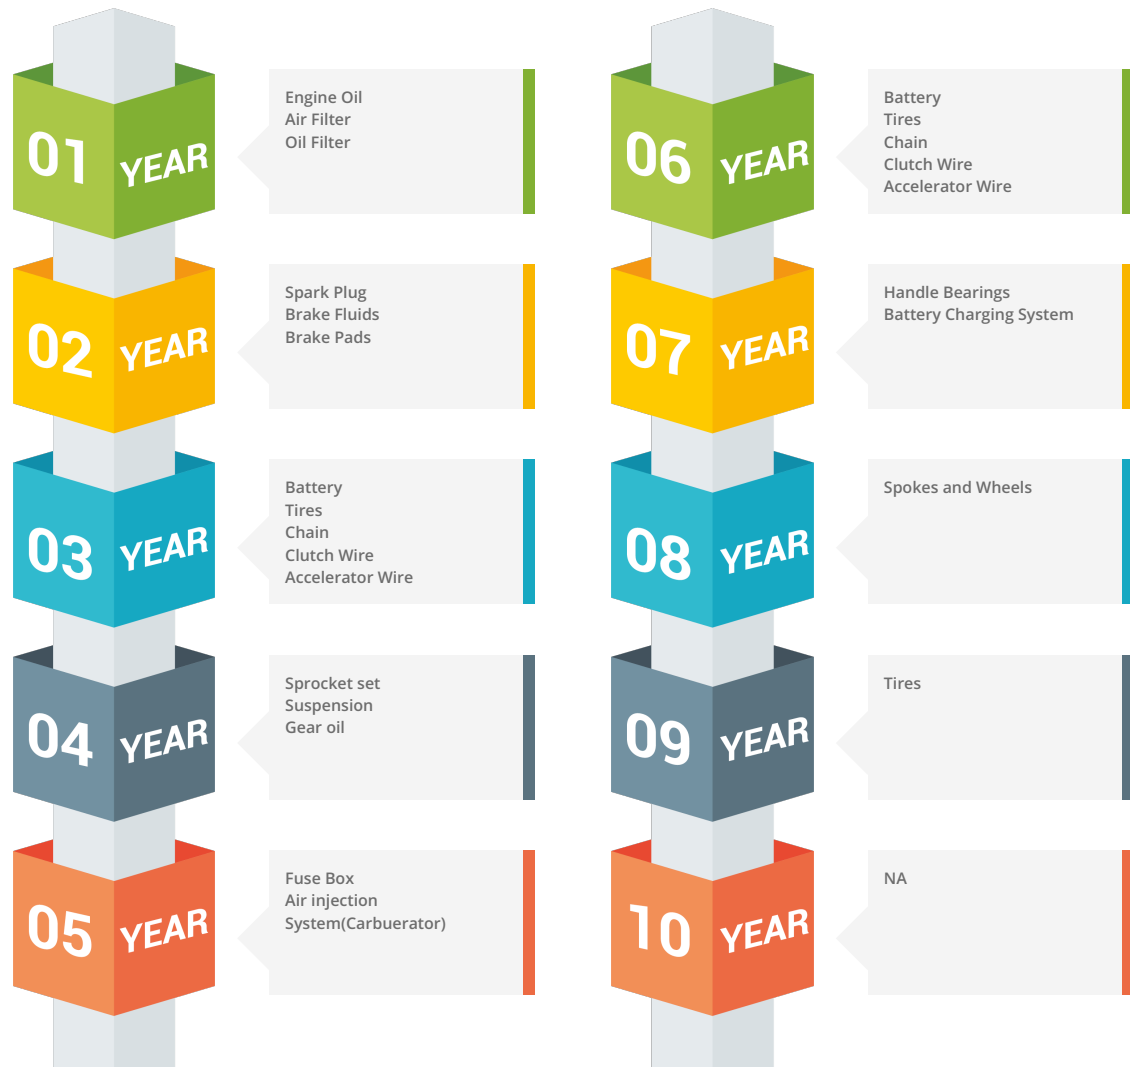 01 YEAR
Engine Oil
Air Filter
Oil Filter
02 YEAR
Spark Plug
Brake Fluids
Brake Pads
03 YEAR
Battery
Tires
Chain
Clutch Wire
Accelerator Wire
04 YEAR
Sprocket set
Suspension
Gear oil
05 YEAR
Fuse Box
Air injection
System(Carbuerator)
06 YEAR
Battery
Tires
Chain
Clutch Wire
Accelerator Wire
07 YEAR
Handle Bearings
Battery Charging System
08 YEAR
Spokes and Wheels
09 YEAR
Tires
10 YEAR
NA